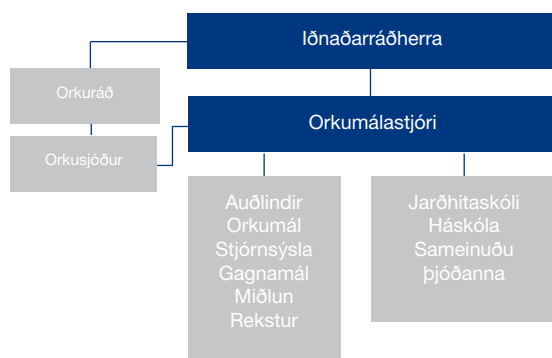 Iðnaðarráðherra
Orkuráð
Orkumálastjóri
Orkusjóður
Auðlindir
Orkumál
Stjórnsýsla
Gagnamál
Miðlun
Rekstur
Jarðhitaskóli
Háskóla
Sameinuðu
þjóðanna